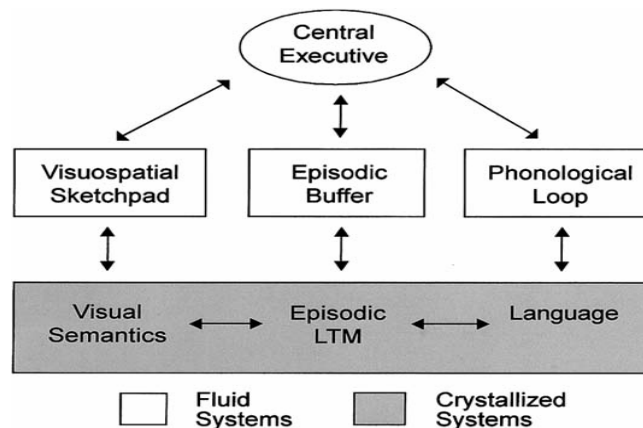 Central
Executive
Visuospatial
Sketchpad
Episodic
Buffer
Phonological
Loop
Visual
Semantics
Episodic
LTM
Language
Fluid
Systems
Crystallized
Systems